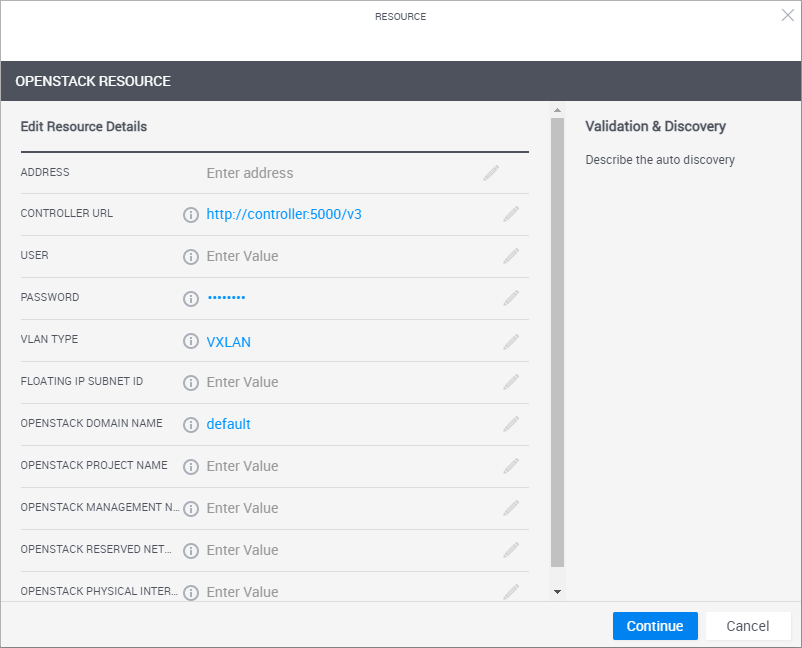 RESOURCE
OPENSTACK RESOURCE
Edit Resource Details
ADDRESS Enter address
CONTROLLER URL http://controller:5000/v3
USER Enter Value
PASSWORD ••••••••
VLAN TYPE VXLAN
FLOATING IP SUBNET ID Enter Value
OPENSTACK DOMAIN NAME default
OPENSTACK PROJECT NAME Enter Value
OPENSTACK MANAGEMENT N... Enter Value
OPENSTACK RESERVED NET... Enter Value
OPENSTACK PHYSICAL INTER... Enter Value
Validation & Discovery
Describe the auto discovery
Continue Cancel